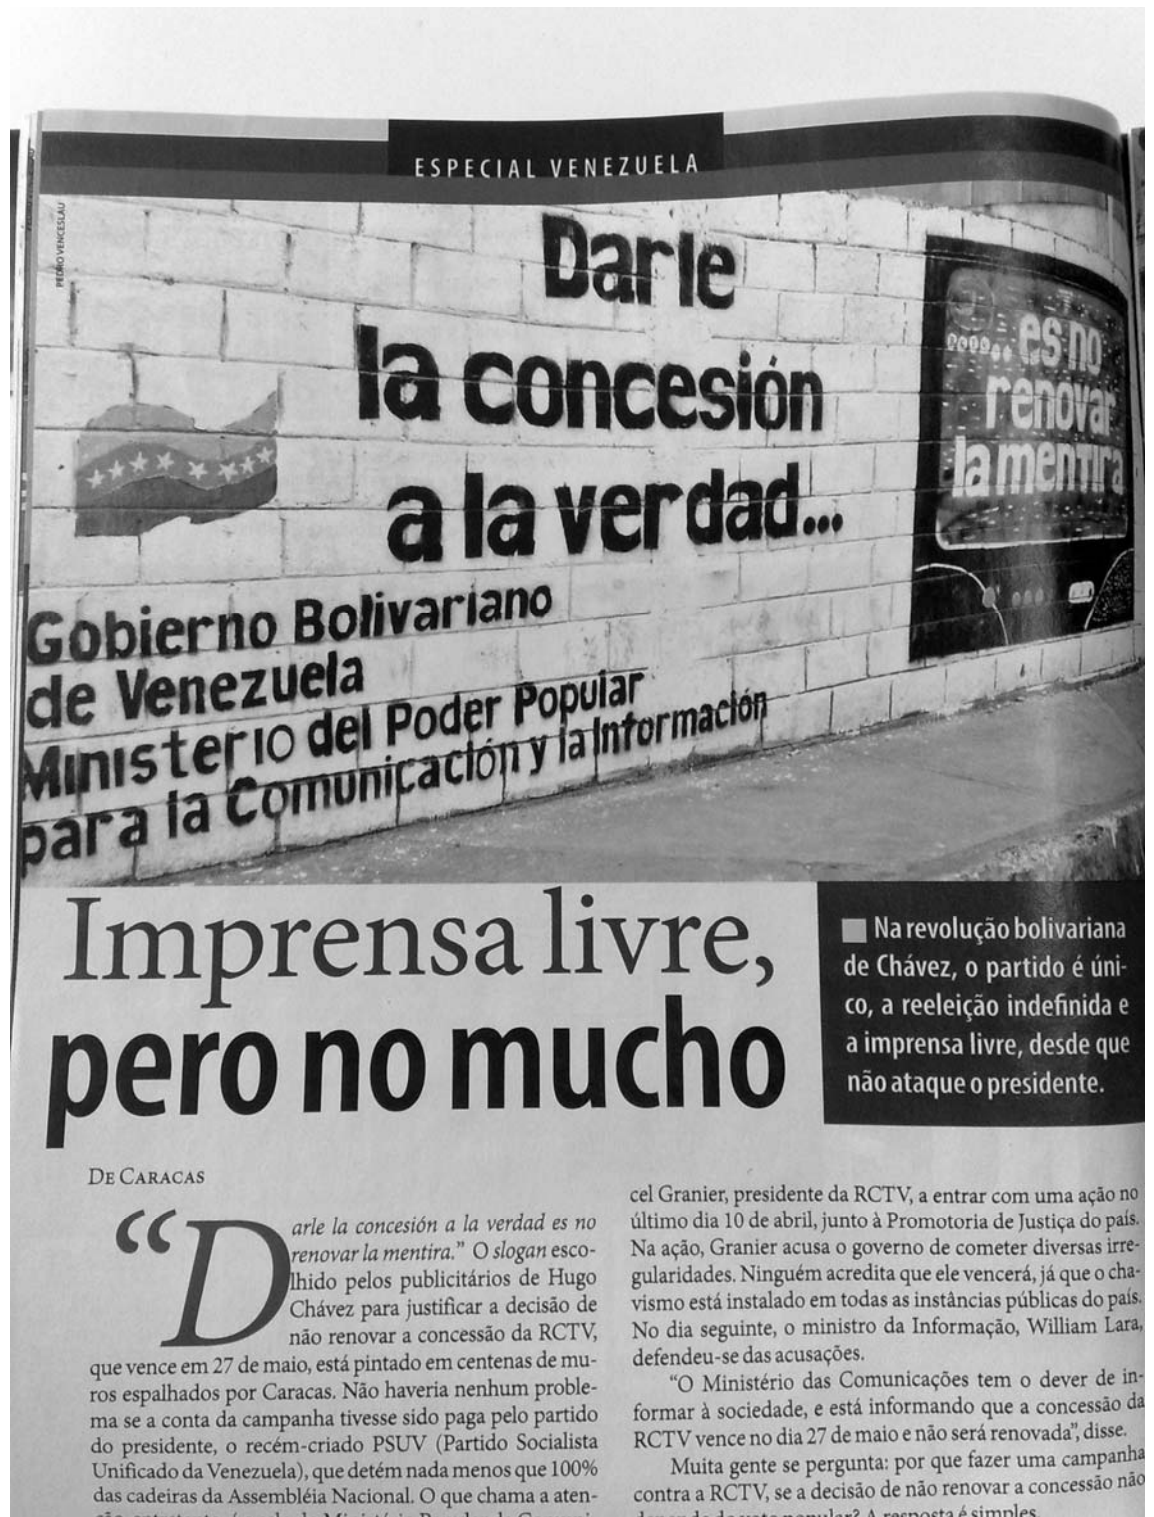 ESPECIAL VENEZUELA
PEDRO VENCESLAU
Darle
la concesión
a la verdad...
... es no
renovar
la mentira
Gobierno Bolivariano
de Venezuela
Ministerio del Poder Popular
para la Comunicación y la Información
Imprensa livre,
pero no mucho
Na revolução bolivariana
de Chávez, o partido é úni-
co, a reeleição indefinida e
a imprensa livre, desde que
não ataque o presidente.
DE CARACAS
“Darle la concesión a la verdad es no
renovar la mentira.” O slogan esco-
lhido pelos publicitários de Hugo
Chávez para justificar a decisão de
não renovar a concessão da RCTV,
que vence em 27 de maio, está pintado em centenas de mu-
ros espalhados por Caracas. Não haveria nenhum proble-
ma se a conta da campanha tivesse sido paga pelo partido
do presidente, o recém-criado PSUV (Partido Socialista
Unificado da Venezuela), que detém nada menos que 100%
das cadeiras da Assembléia Nacional. O que chama a aten-
cel Granier, presidente da RCTV, a entrar com uma ação no
último dia 10 de abril, junto à Promotoria de Justiça do país.
Na ação, Granier acusa o governo de cometer diversas irre-
gularidades. Ninguém acredita que ele vencerá, já que o cha-
vismo está instalado em todas as instâncias públicas do país.
No dia seguinte, o ministro da Informação, William Lara,
defendeu-se das acusações.
“O Ministério das Comunicações tem o dever de in-
formar à sociedade, e está informando que a concessão da
RCTV vence no dia 27 de maio e não será renovada”, disse.
Muita gente se pergunta: por que fazer uma campanha
contra a RCTV, se a decisão de não renovar a concessão não